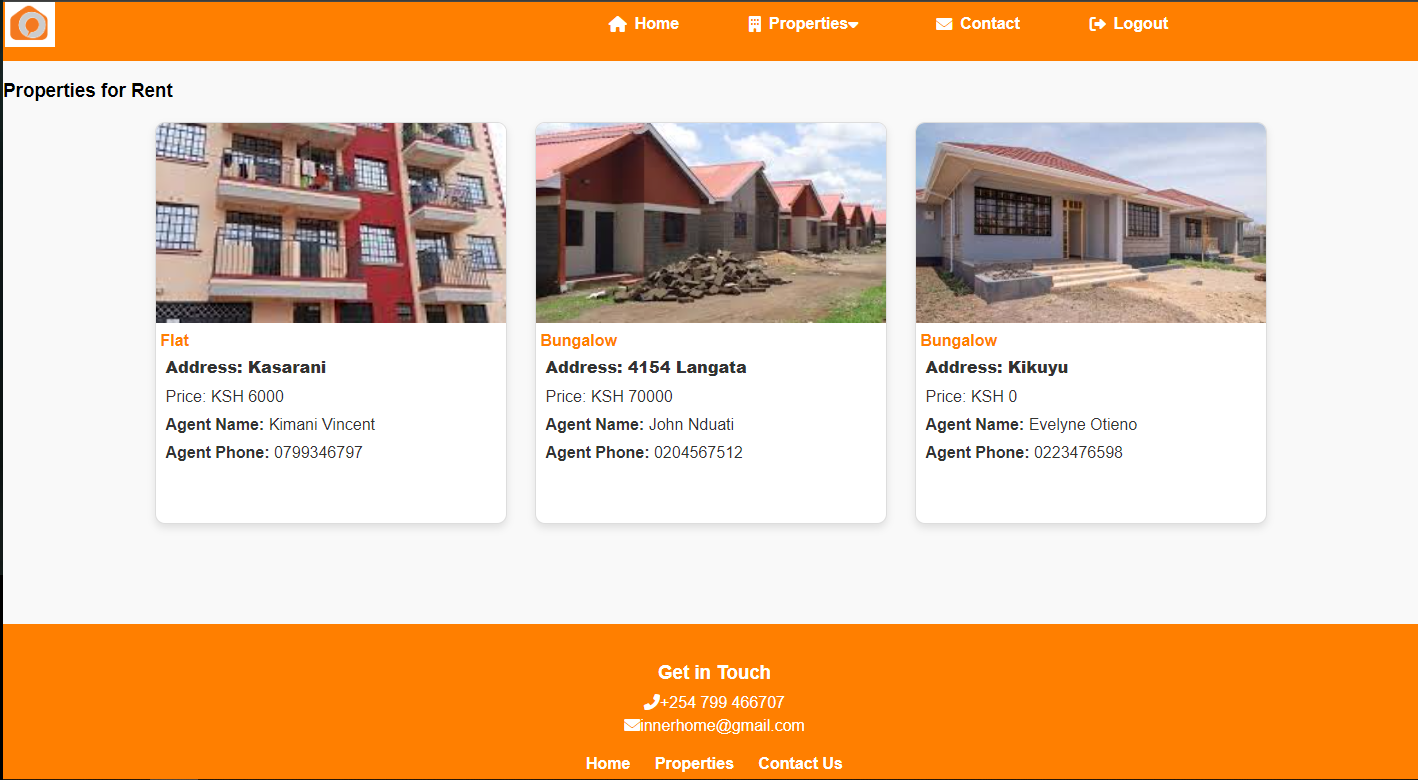 Home Properties Contact Logout
Properties for Rent
Flat
Address: Kasarani
Price: KSH 6000
Agent Name: Kimani Vincent
Agent Phone: 0799346797
Bungalow
Address: 4154 Langata
Price: KSH 70000
Agent Name: John Nduati
Agent Phone: 0204567512
Bungalow
Address: Kikuyu
Price: KSH 0
Agent Name: Evelyne Otieno
Agent Phone: 0223476598
Get in Touch
+254 799 466707
innerhome@gmail.com
Home Properties Contact Us